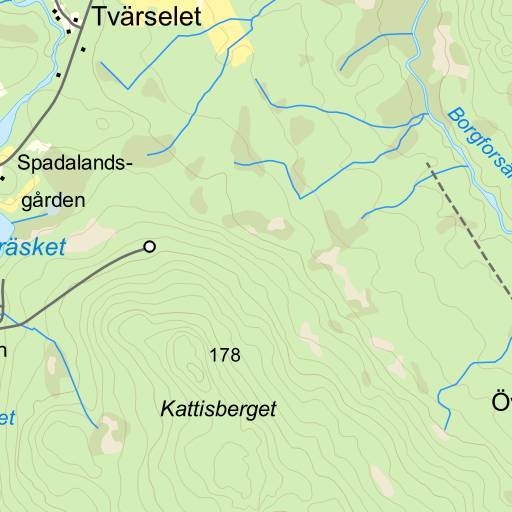 Tvärselet
Borgforså
Spadalands-
gården
räsket
n
178
Kattisberget
Öv
et